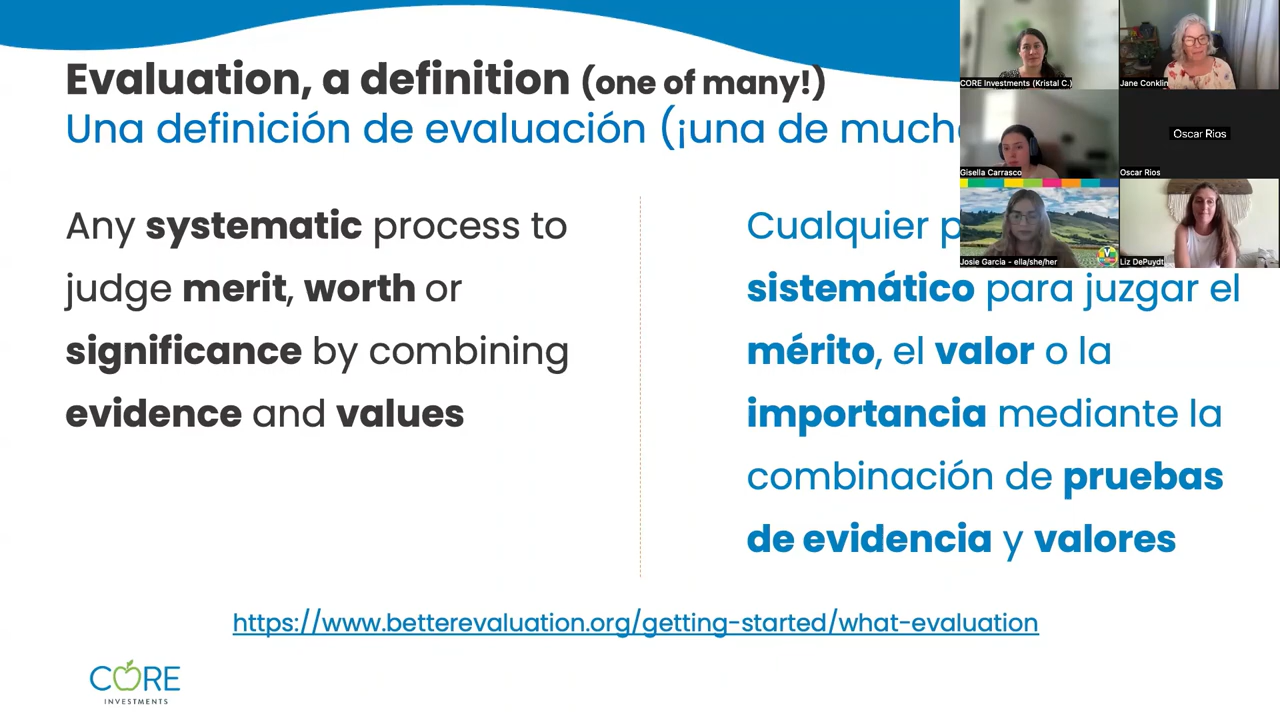 Evaluation, a definition (one of many!)
Una definición de evaluación (¡una de mucha
Any systematic process to
judge merit, worth or
significance by combining
evidence and values
Cualquier p
sistemático para juzgar el
mérito, el valor o la
importancia mediante la
combinación de pruebas
de evidencia y valores
https://www.betterevaluation.org/getting-started/what-evaluation
CORE
INVESTMENTS
CORE Investments (Kristal C.)
Jane Conklin
Gisella Carrasco
Oscar Rios
Oscar Rios
Josie Garcia - ella/she/her
Liz DePuydt